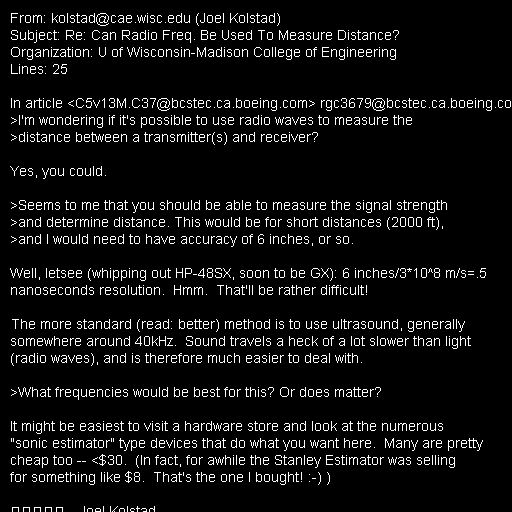 From: kolstad@cae.wisc.edu (Joel Kolstad)
Subject: Re: Can Radio Freq. Be Used To Measure Distance?
Organization: U of Wisconsin-Madison College of Engineering
Lines: 25

In article <C5v13M.C37@bcstec.ca.boeing.com> rgc3679@bcstec.ca.boeing.co
>I'm wondering if it's possible to use radio waves to measure the
>distance between a transmitter(s) and receiver?

Yes, you could.

>Seems to me that you should be able to measure the signal strength
>and determine distance. This would be for short distances (2000 ft),
>and I would need to have accuracy of 6 inches, or so.

Well, letsee (whipping out HP-48SX, soon to be GX): 6 inches/3*10^8 m/s=.5
nanoseconds resolution.  Hmm.  That'll be rather difficult!

The more standard (read: better) method is to use ultrasound, generally
somewhere around 40kHz.  Sound travels a heck of a lot slower than light
(radio waves), and is therefore much easier to deal with.

>What frequencies would be best for this? Or does matter?

It might be easiest to visit a hardware store and look at the numerous
"sonic estimator" type devices that do what you want here.  Many are pretty
cheap too -- <$30.  (In fact, for awhile the Stanley Estimator was selling
for something like $8.  That's the one I bought! :-) )

Joel Kolstad